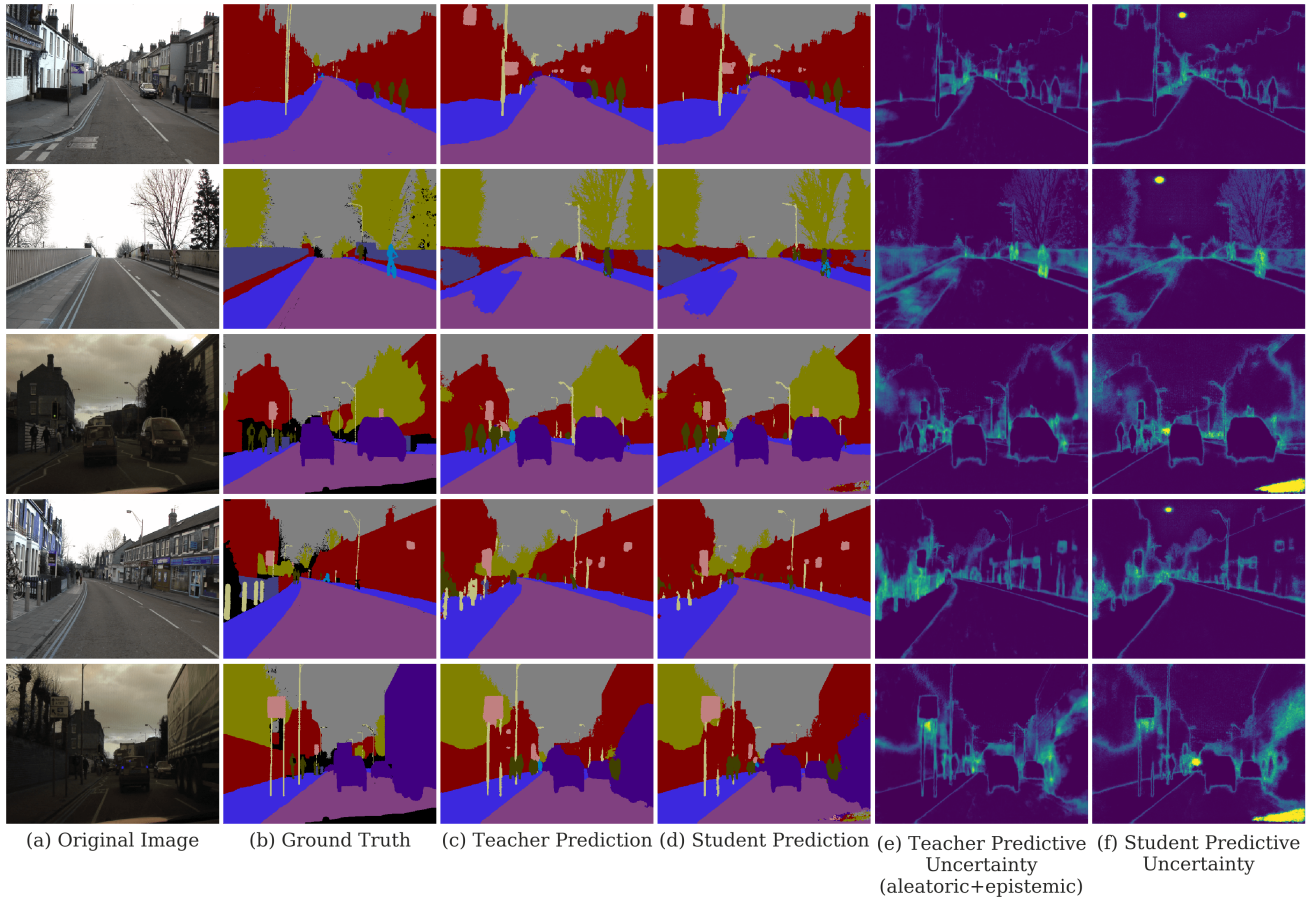 (a) Original Image
(b) Ground Truth
(c) Teacher Prediction
(d) Student Prediction
(e) Teacher Predictive
Uncertainty
(aleatoric+epistemic)
(f) Student Predictive
Uncertainty